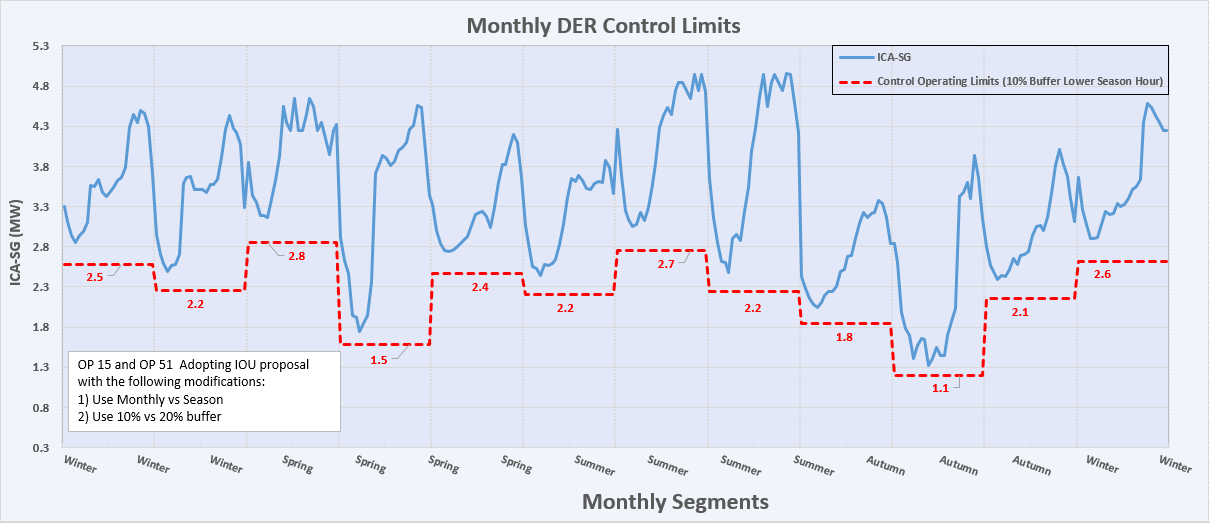 Monthly DER Control Limits
ICA-SG
Control Operating Limits (10% Buffer Lower Season Hour)
ICA-SG (MW)
5.3
4.8
4.3
3.8
3.3
2.8
2.3
1.8
1.3
0.8
0.3
2.5
2.2
2.8
1.5
2.4
2.2
2.7
2.2
1.8
1.1
2.1
2.6
OP 15 and OP 51 Adopting IOU proposal
with the following modifications:
1) Use Monthly vs Season
2) Use 10% vs 20% buffer
Winter
Winter
Winter
Spring
Spring
Spring
Summer
Summer
Summer
Summer
Autumn
Autumn
Autumn
Winter
Winter
Monthly Segments